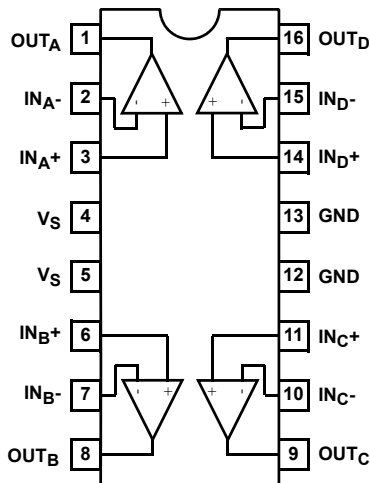 OUTA 1 16 OUTD
INA- 2 - + + - 15 IND-
INA+ 3 14 IND+
VS 4 13 GND
VS 5 12 GND
INB+ 6 11 INC+
INB- 7 - + + - 10 INC-
OUTB 8 9 OUTC